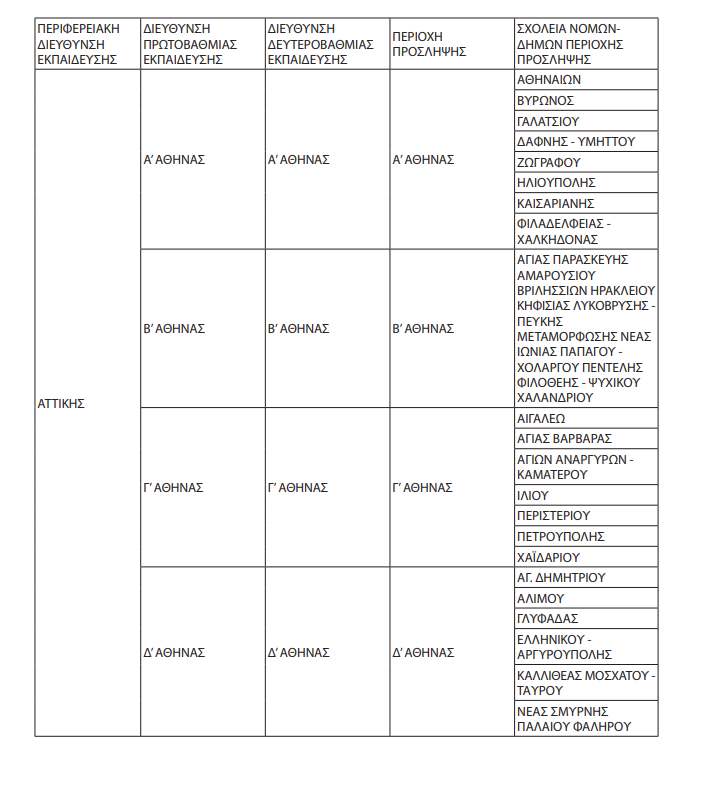 ΠΕΡΙΦΕΡΕΙΑΚΗ
ΔΙΕΥΘΥΝΣΗ
ΕΚΠΑΙΔΕΥΣΗΣ
ΔΙΕΥΘΥΝΣΗ
ΠΡΩΤΟΒΑΘΜΙΑΣ
ΕΚΠΑΙΔΕΥΣΗΣ
ΔΙΕΥΘΥΝΣΗ
ΔΕΥΤΕΡΟΒΑΘΜΙΑΣ
ΕΚΠΑΙΔΕΥΣΗΣ
ΠΕΡΙΟΧΗ
ΠΡΟΣΛΗΨΗΣ
ΣΧΟΛΕΙΑ ΝΟΜΩΝ-
ΔΗΜΩΝ ΠΕΡΙΟΧΗΣ
ΠΡΟΣΛΗΨΗΣ
ΑΤΤΙΚΗΣ
Α’ ΑΘΗΝΑΣ
Α’ ΑΘΗΝΑΣ
Α’ ΑΘΗΝΑΣ
ΑΘΗΝΑΙΩΝ
ΒΥΡΩΝΟΣ
ΓΑΛΑΤΣΙΟΥ
ΔΑΦΝΗΣ - ΥΜΗΤΤΟΥ
ΖΩΓΡΑΦΟΥ
ΗΛΙΟΥΠΟΛΗΣ
ΚΑΙΣΑΡΙΑΝΗΣ
ΦΙΛΑΔΕΛΦΕΙΑΣ -
ΧΑΛΚΗΔΟΝΑΣ
Β’ ΑΘΗΝΑΣ
Β’ ΑΘΗΝΑΣ
Β’ ΑΘΗΝΑΣ
ΑΓΙΑΣ ΠΑΡΑΣΚΕΥΗΣ
ΑΜΑΡΟΥΣΙΟΥ
ΒΡΙΛΗΣΣΙΩΝ ΗΡΑΚΛΕΙΟΥ
ΚΗΦΙΣΙΑΣ ΛΥΚΟΒΡΥΣΗΣ -
ΠΕΥΚΗΣ
ΜΕΤΑΜΟΡΦΩΣΗΣ ΝΕΑΣ
ΙΩΝΙΑΣ ΠΑΠΑΓΟΥ -
ΧΟΛΑΡΓΟΥ ΠΕΝΤΕΛΗΣ
ΦΙΛΟΘΕΗΣ - ΨΥΧΙΚΟΥ
ΧΑΛΑΝΔΡΙΟΥ
Γ’ ΑΘΗΝΑΣ
Γ’ ΑΘΗΝΑΣ
Γ’ ΑΘΗΝΑΣ
ΑΙΓΑΛΕΩ
ΑΓΙΑΣ ΒΑΡΒΑΡΑΣ
ΑΓΙΩΝ ΑΝΑΡΓΥΡΩΝ -
ΚΑΜΑΤΕΡΟΥ
ΙΛΙΟΥ
ΠΕΡΙΣΤΕΡΙΟΥ
ΠΕΤΡΟΥΠΟΛΗΣ
ΧΑΪΔΑΡΙΟΥ
Δ’ ΑΘΗΝΑΣ
Δ’ ΑΘΗΝΑΣ
Δ’ ΑΘΗΝΑΣ
ΑΓ. ΔΗΜΗΤΡΙΟΥ
ΑΛΙΜΟΥ
ΓΛΥΦΑΔΑΣ
ΕΛΛΗΝΙΚΟΥ -
ΑΡΓΥΡΟΥΠΟΛΗΣ
ΚΑΛΛΙΘΕΑΣ ΜΟΣΧΑΤΟΥ -
ΤΑΥΡΟΥ
ΝΕΑΣ ΣΜΥΡΝΗΣ
ΠΑΛΑΙΟΥ ΦΑΛΗΡΟΥ